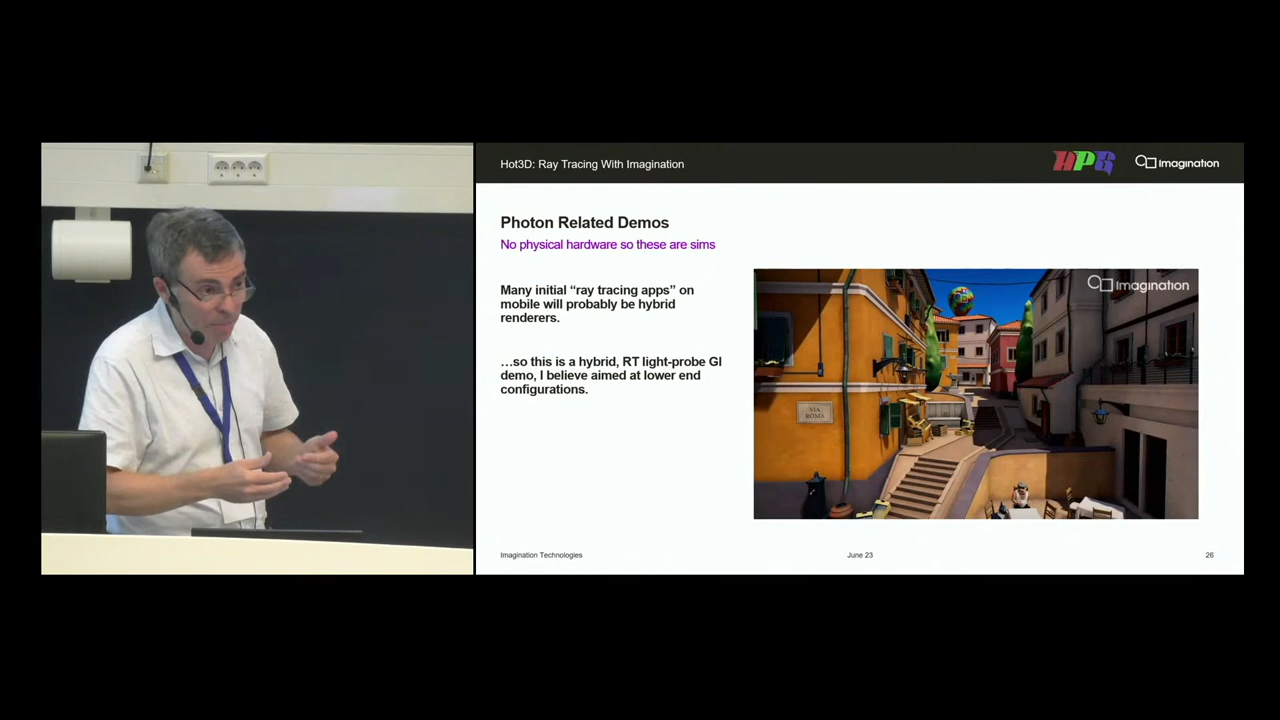 Hot3D: Ray Tracing With Imagination
HPG
Imagination
Photon Related Demos
No physical hardware so these are sims
Many initial “ray tracing apps” on
mobile will probably be hybrid
renderers.
…so this is a hybrid, RT light-probe GI
demo, I believe aimed at lower end
configurations.
Imagination
VIA
ROMA
Imagination Technologies
June 23
26